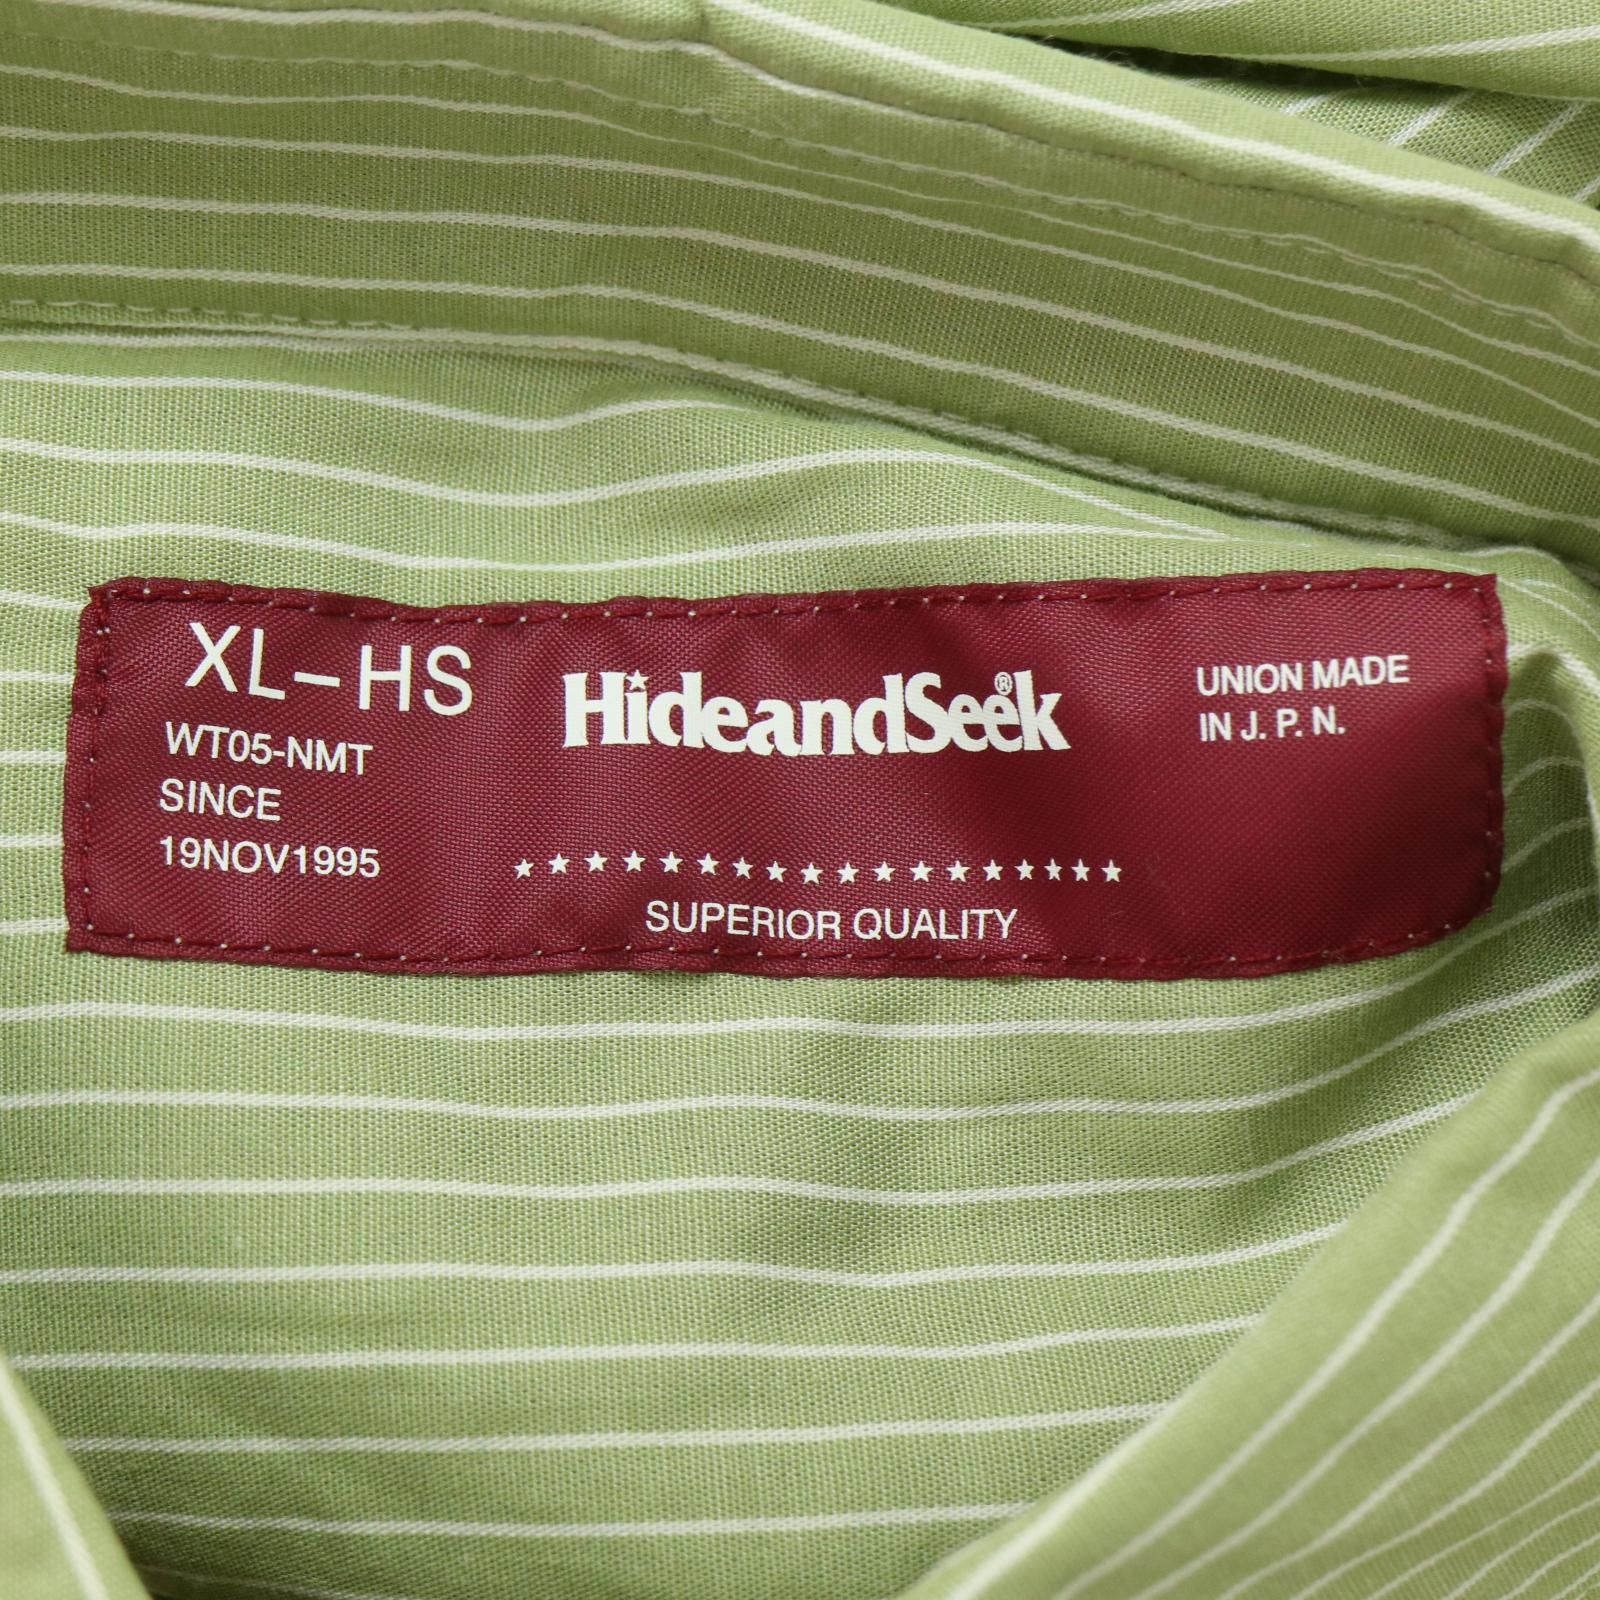 XL-HS
WT05-NMT
SINCE
19NOV1995
HideandSeek®
★★★★★★★★★★★★★★★★★
SUPERIOR QUALITY
UNION MADE
IN J. P. N.